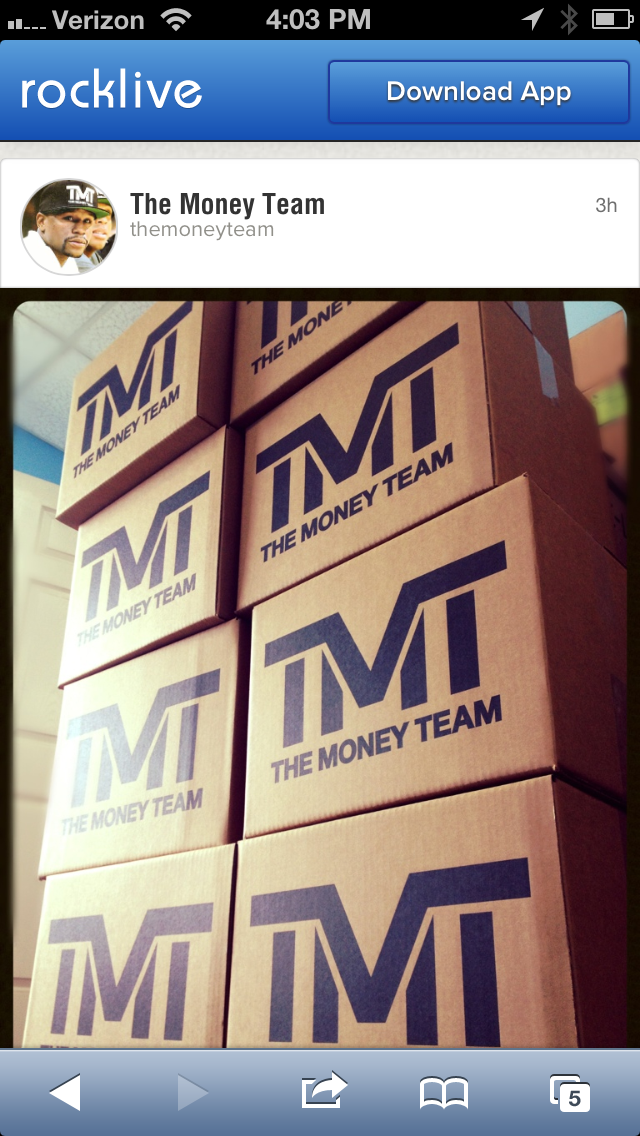 Verizon
4:03 PM
rocklive
Download App
TMT
The Money Team
3h
themoneyteam
TMT
THE MONEY TEAM
THE MONEY
TMT
THE MONEY TEAM
TMT
THE MONEY TEAM
TMT
THE MONEY TEAM
TMT
THE MONEY TEAM
TMT
TMT
5